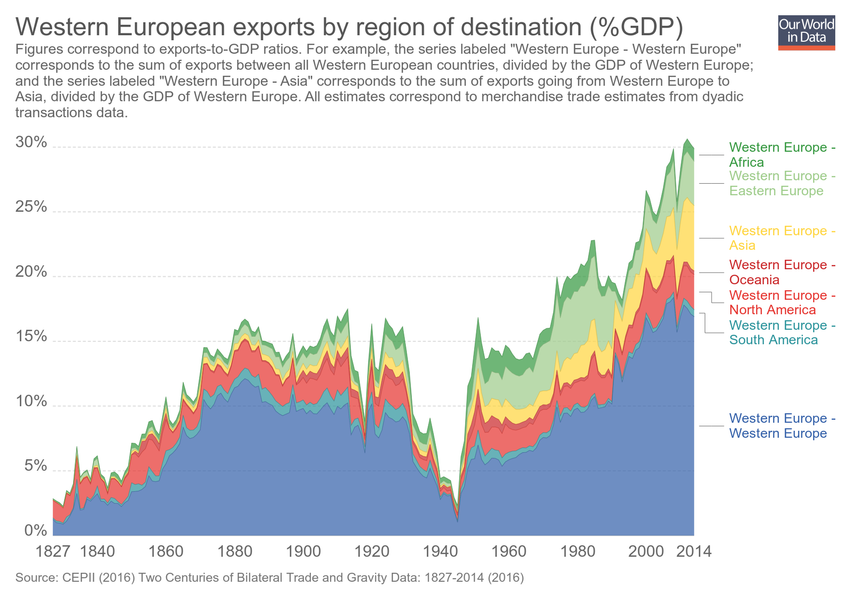 Western European exports by region of destination (%GDP)
Our World
in Data
Figures correspond to exports-to-GDP ratios. For example, the series labeled "Western Europe - Western Europe"
corresponds to the sum of exports between all Western European countries, divided by the GDP of Western Europe;
and the series labeled "Western Europe - Asia" corresponds to the sum of exports going from Western Europe to
Asia, divided by the GDP of Western Europe. All estimates correspond to merchandise trade estimates from dyadic
transactions data.
30%
25%
20%
15%
10%
5%
0%
1827
1840
1860
1880
1900
1920
1940
1960
1980
2000
2014
Western Europe -
Africa
Western Europe -
Eastern Europe
Western Europe -
Asia
Western Europe -
Oceania
Western Europe -
North America
Western Europe -
South America
Western Europe -
Western Europe
Source: CEPII (2016) Two Centuries of Bilateral Trade and Gravity Data: 1827-2014 (2016)